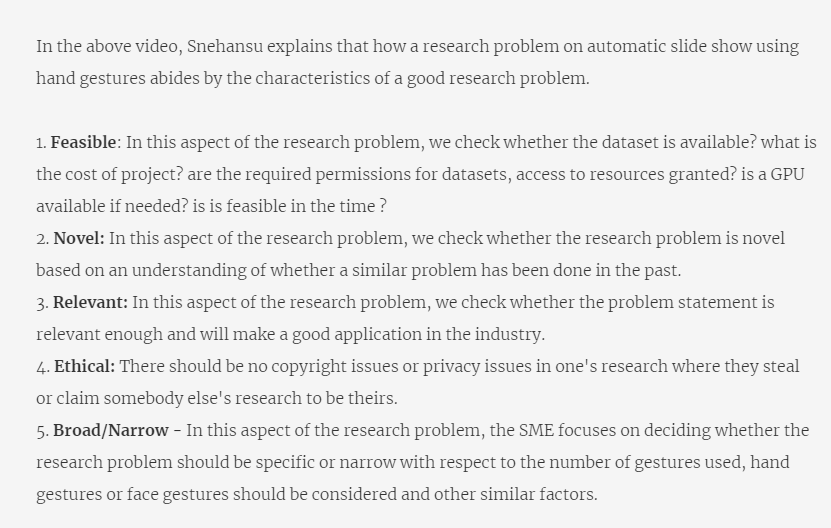 In the above video, Snehansu explains that how a research problem on automatic slide show using
hand gestures abides by the characteristics of a good research problem.
1. Feasible: In this aspect of the research problem, we check whether the dataset is available? what is
the cost of project? are the required permissions for datasets, access to resources granted? is a GPU
available if needed? is is feasible in the time ?
2. Novel: In this aspect of the research problem, we check whether the research problem is novel
based on an understanding of whether a similar problem has been done in the past.
3. Relevant: In this aspect of the research problem, we check whether the problem statement is
relevant enough and will make a good application in the industry.
4. Ethical: There should be no copyright issues or privacy issues in one's research where they steal
or claim somebody else's research to be theirs.
5. Broad/Narrow - In this aspect of the research problem, the SME focuses on deciding whether the
research problem should be specific or narrow with respect to the number of gestures used, hand
gestures or face gestures should be considered and other similar factors.